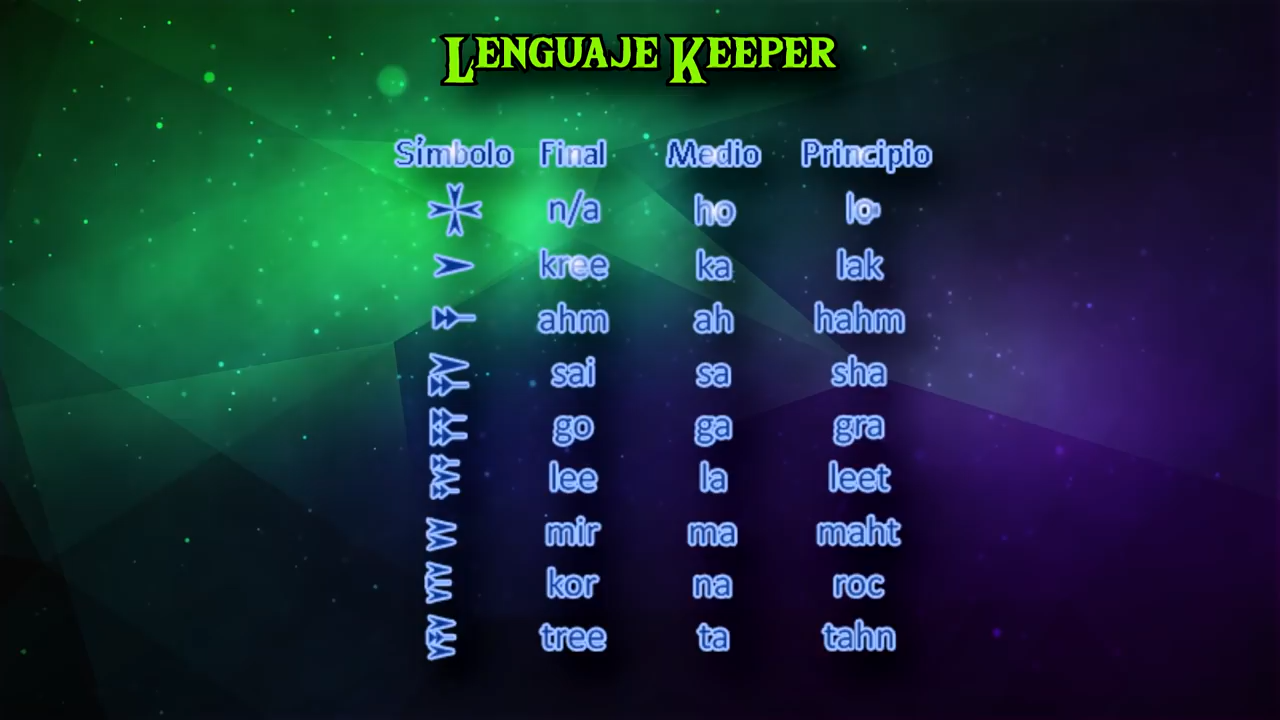 Lenguaje Keeper
Símbolo Final Medio Principio
n/a ho lo
kree ka lak
ahm ah hahm
sai sa sha
go ga gra
lee la leet
mir ma maht
kor na roc
tree ta tahn